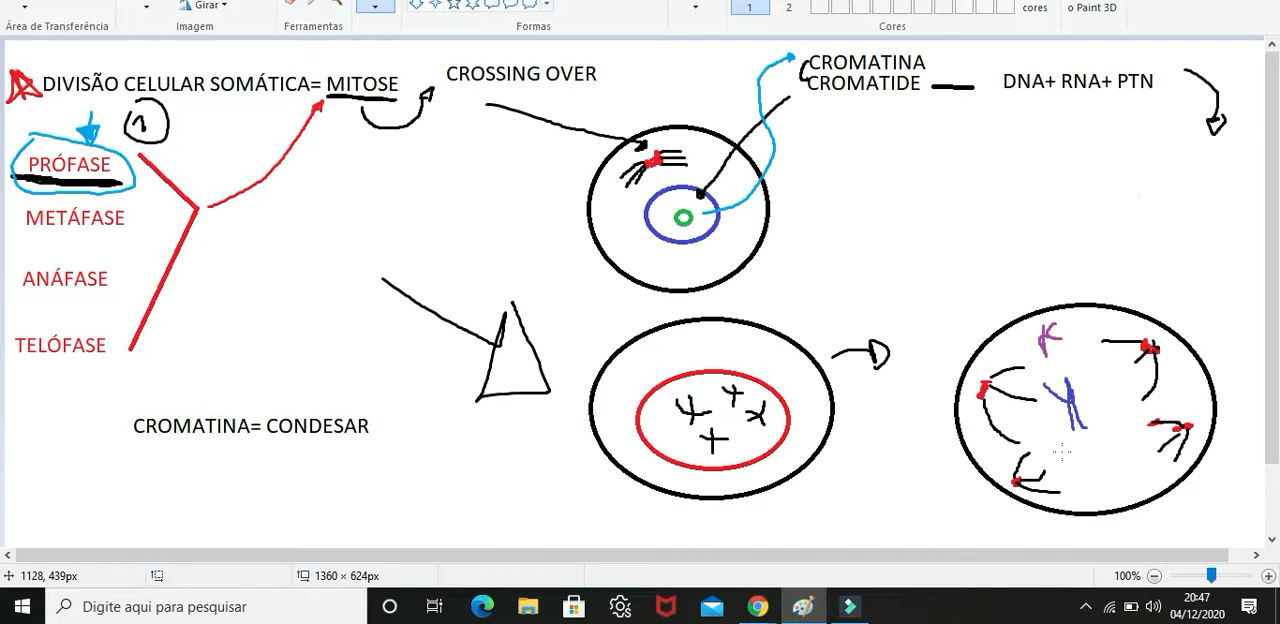 Girar
cores
o Paint 3D
1
2
Área de Transferência
Imagem
Ferramentas
Formas
Cores
DIVISÃO CELULAR SOMÁTICA= MITOSE
CROSSING OVER
CROMATINA
CROMATIDE
DNA+ RNA+ PTN
1
PRÓFASE
METÁFASE
ANÁFASE
TELÓFASE
CROMATINA= CONDESAR
1128, 439px
1360 × 624px
100%
Digite aqui para pesquisar
20:47
04/12/2020